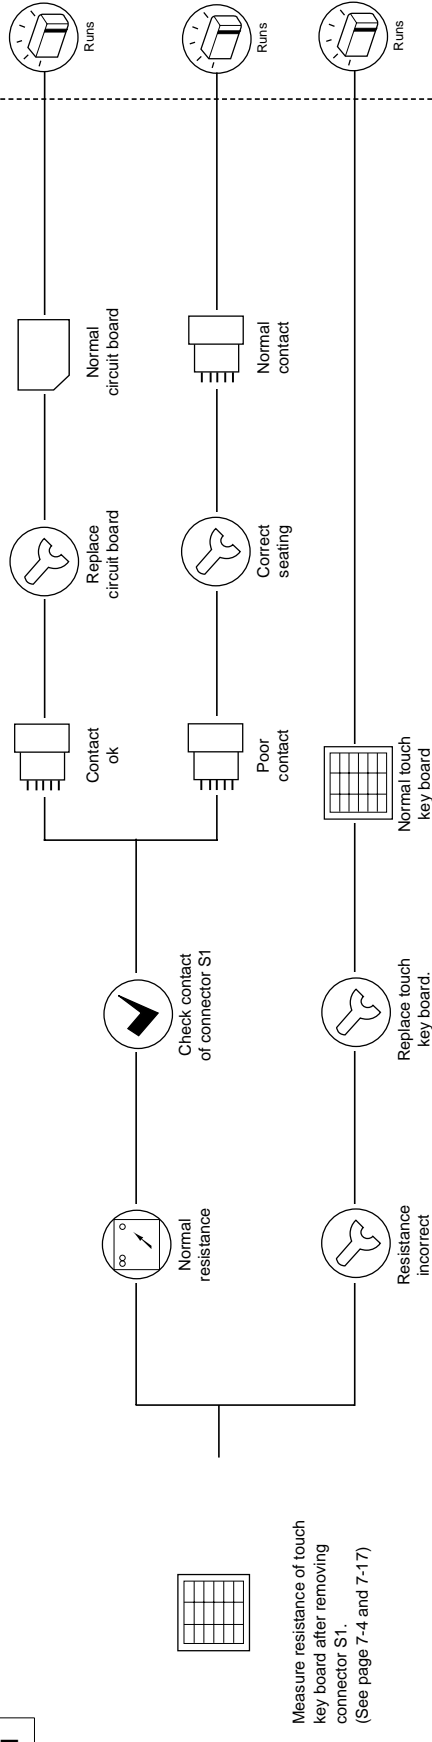 Measure resistance of touch
key board after removing
connector S1.
(See page 7-4 and 7-17)
Normal
resistance
Check contact
of connector S1
Contact
ok
Replace
circuit board
Normal
circuit board
Runs
Poor
contact
Correct
seating
Normal
contact
Runs
Resistance
incorrect
Replace touch
key board.
Normal touch
key board
Runs